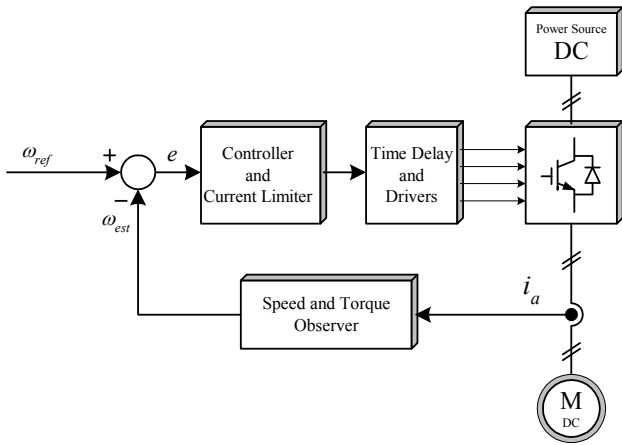 Power Source
DC
ω_ref
+
e
−
ω_est
Controller
and
Current Limiter
Time Delay
and
Drivers
Speed and Torque
Observer
i_a
M
DC